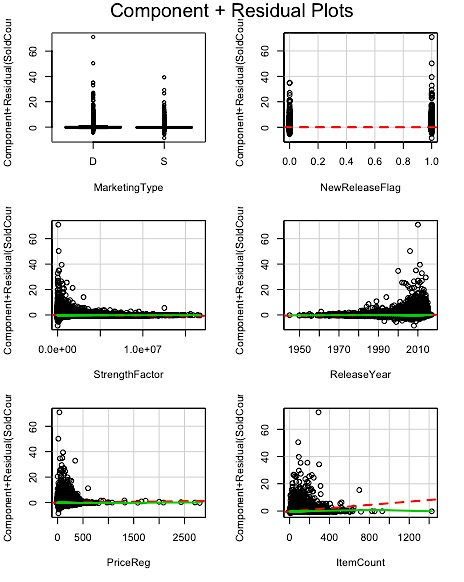 Component + Residual Plots
Component+Residual(SoldCour
60
40
20
0
D
S
MarketingType
Component+Residual(SoldCour
60
40
20
0
0.0
0.2
0.4
0.6
0.8
1.0
NewReleaseFlag
Component+Residual(SoldCour
60
40
20
0
0.0e+00
1.0e+07
StrengthFactor
Component+Residual(SoldCour
60
40
20
0
1950
1970
1990
2010
ReleaseYear
Component+Residual(SoldCour
60
40
20
0
0
500
1500
2500
PriceReg
Component+Residual(SoldCour
60
40
20
0
0
400
800
1400
ItemCount